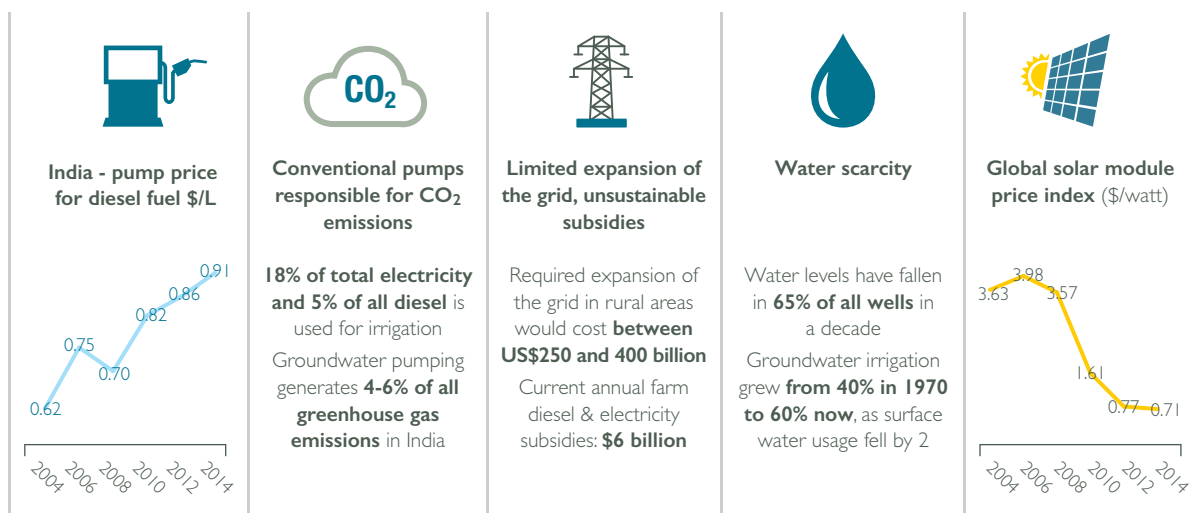 India - pump price
for diesel fuel $/L
0.62
0.75
0.70
0.82
0.86
0.91
2004
2006
2008
2010
2012
2014
CO2
Conventional pumps
responsible for CO2
emissions
18% of total electricity
and 5% of all diesel is
used for irrigation
Groundwater pumping
generates 4-6% of all
greenhouse gas
emissions in India
Limited expansion of
the grid, unsustainable
subsidies
Required expansion of
the grid in rural areas
would cost between
US$250 and 400 billion
Current annual farm
diesel & electricity
subsidies: $6 billion
Water scarcity
Water levels have fallen
in 65% of all wells in
a decade
Groundwater irrigation
grew from 40% in 1970
to 60% now, as surface
water usage fell by 2
Global solar module
price index ($/watt)
3.63
3.98
3.57
1.61
0.77
0.71
2004
2006
2008
2010
2012
2014